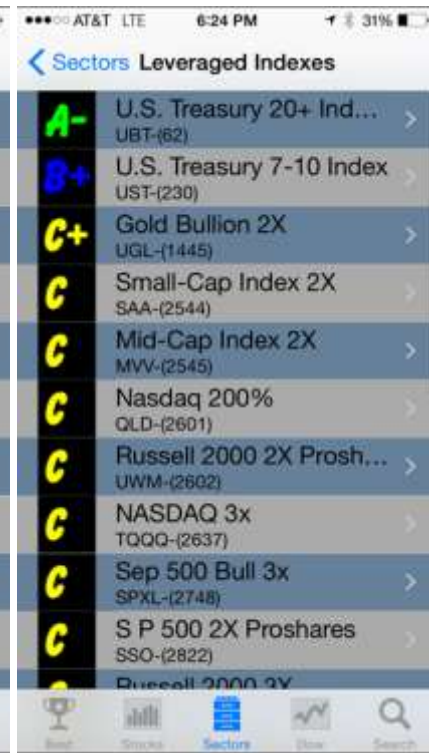 AT&T LTE 6:24 PM 31%
Sectors Leveraged Indexes
A- U.S. Treasury 20+ Ind...
UBT-(62)
B+ U.S. Treasury 7-10 Index
UST-(230)
C+ Gold Bullion 2X
UGL-(1445)
C Small-Cap Index 2X
SAA-(2544)
C Mid-Cap Index 2X
MVV-(2545)
C Nasdaq 200%
QLD-(2601)
C Russell 2000 2X Prosh...
UWM-(2602)
C NASDAQ 3x
TQQQ-(2637)
C Sep 500 Bull 3x
SPXL-(2748)
C S P 500 2X Proshares
SSO-(2822)
Russell 2000 3X
Best Stocks Sectors Dow Search